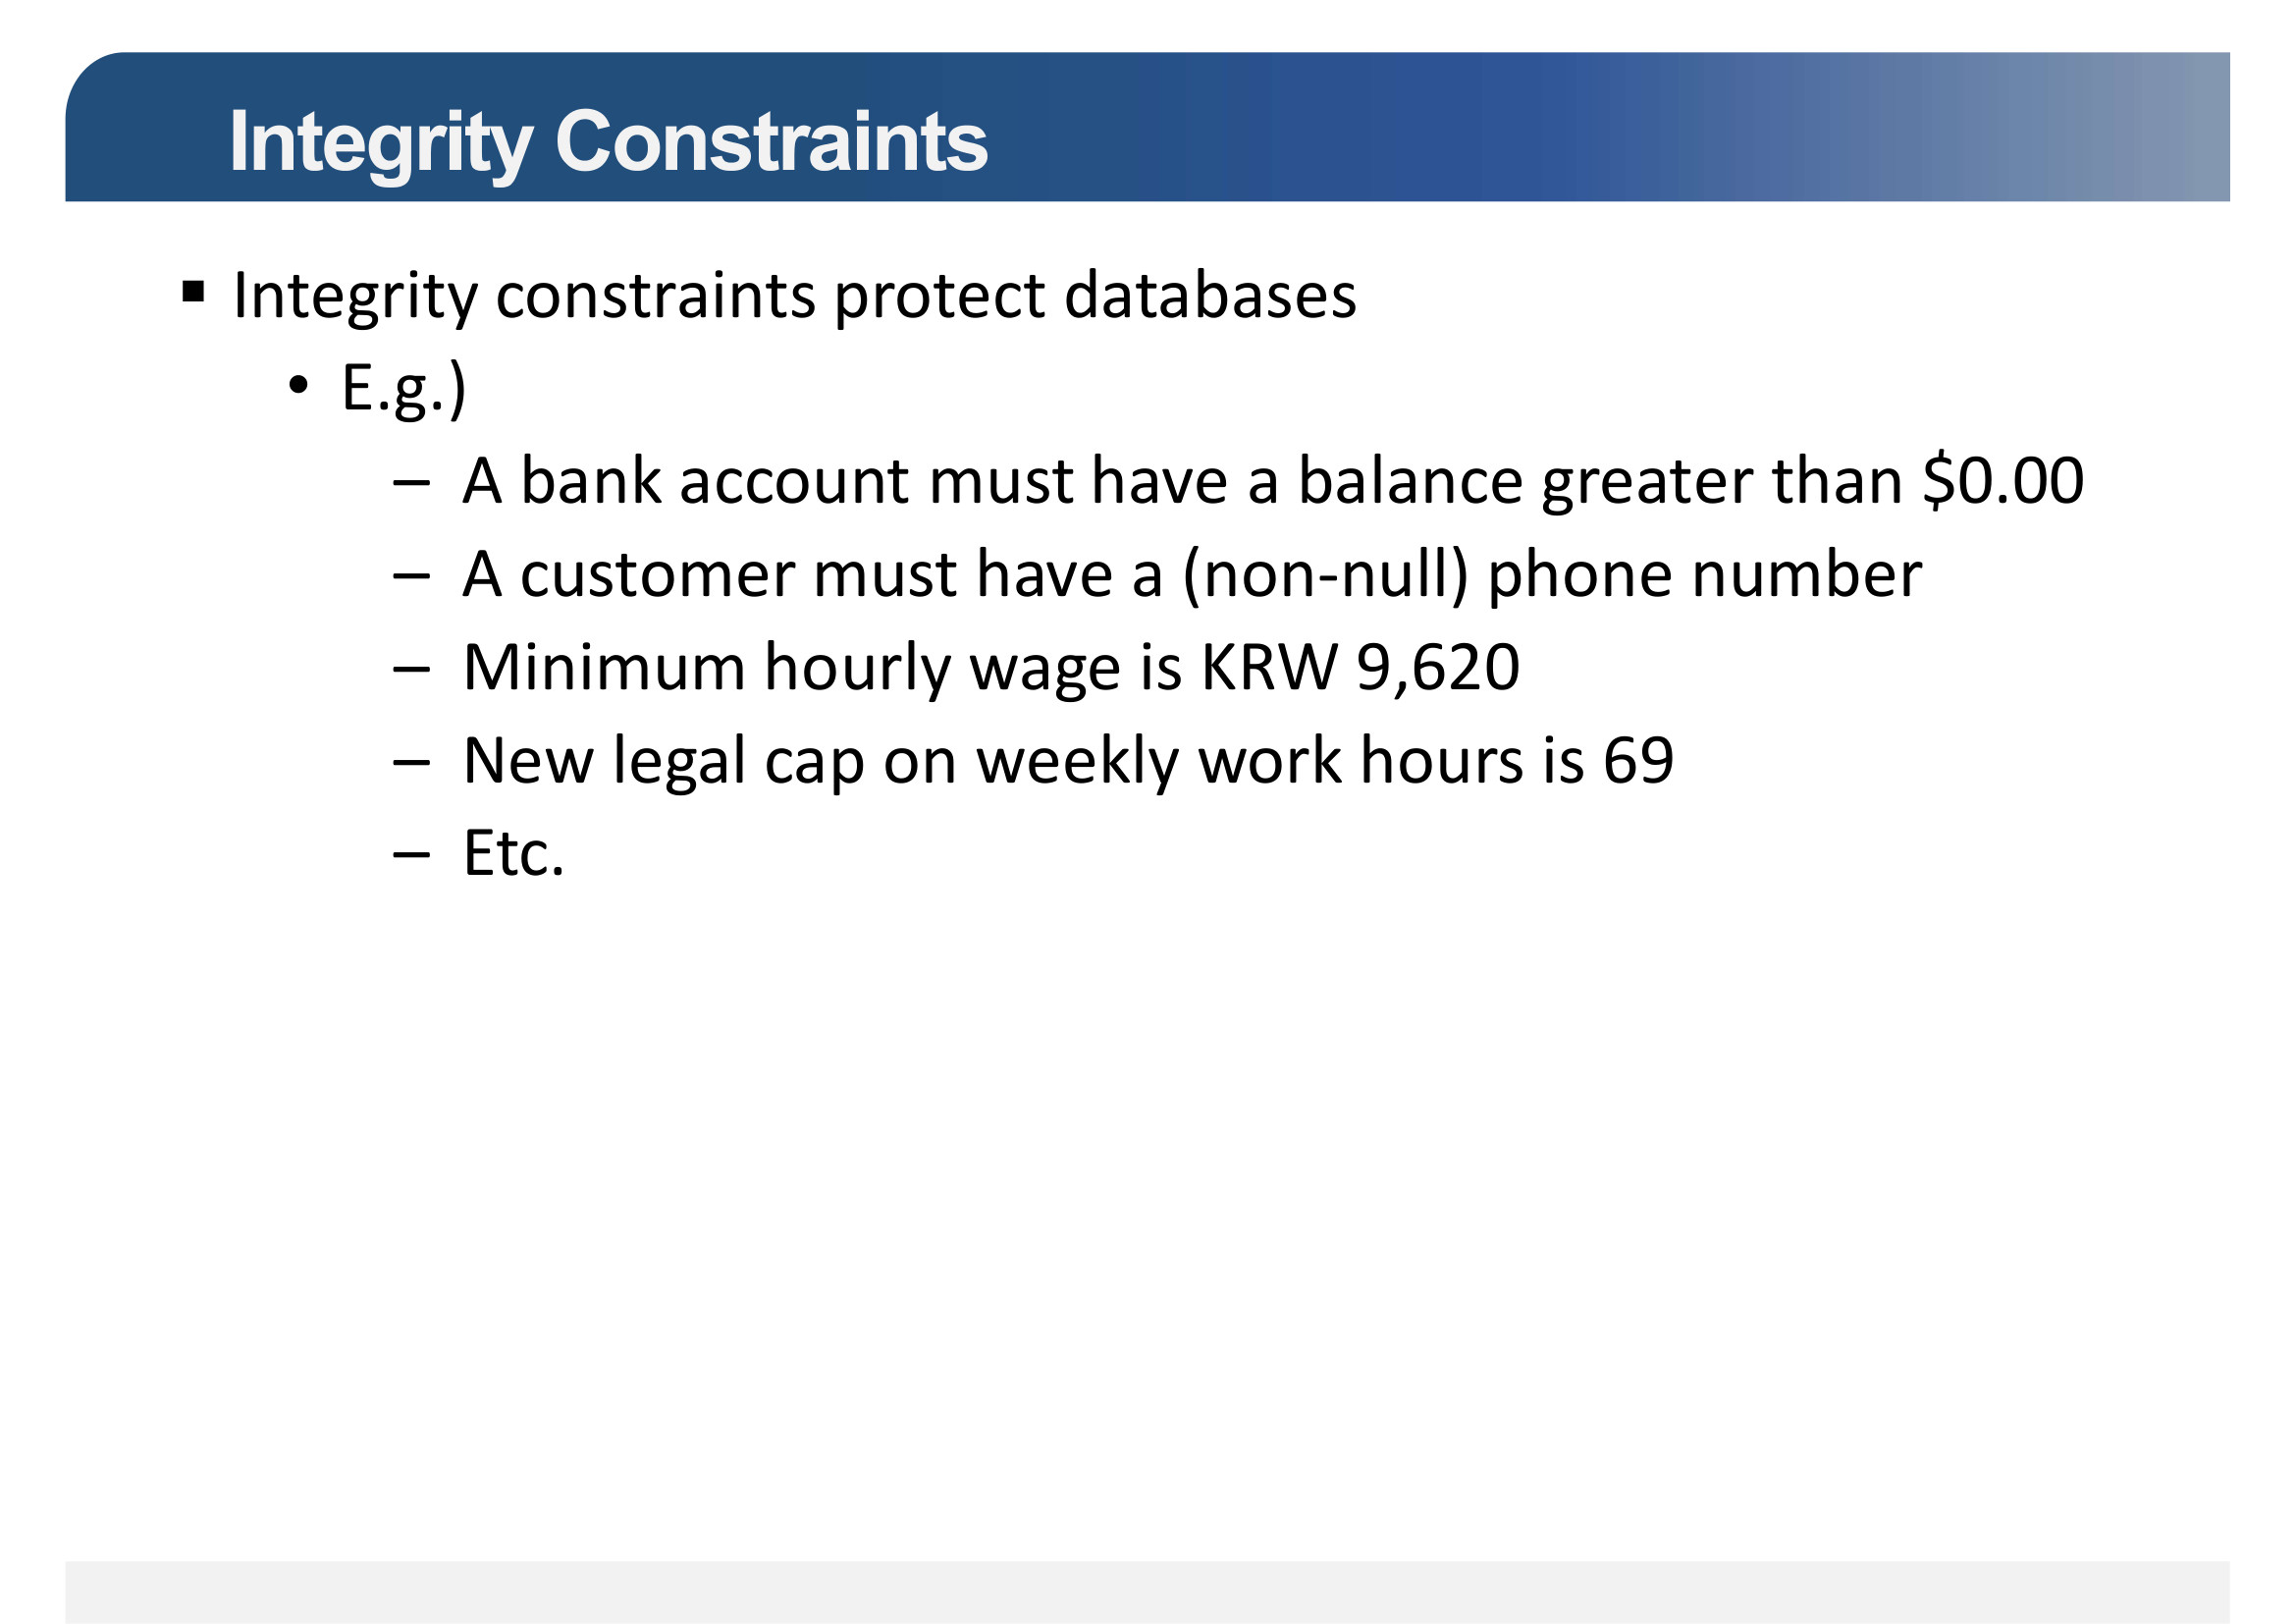 Integrity Constraints
▪ Integrity constraints protect databases
• E.g.)
– A bank account must have a balance greater than $0.00
– A customer must have a (non-null) phone number
– Minimum hourly wage is KRW 9,620
– New legal cap on weekly work hours is 69
– Etc.